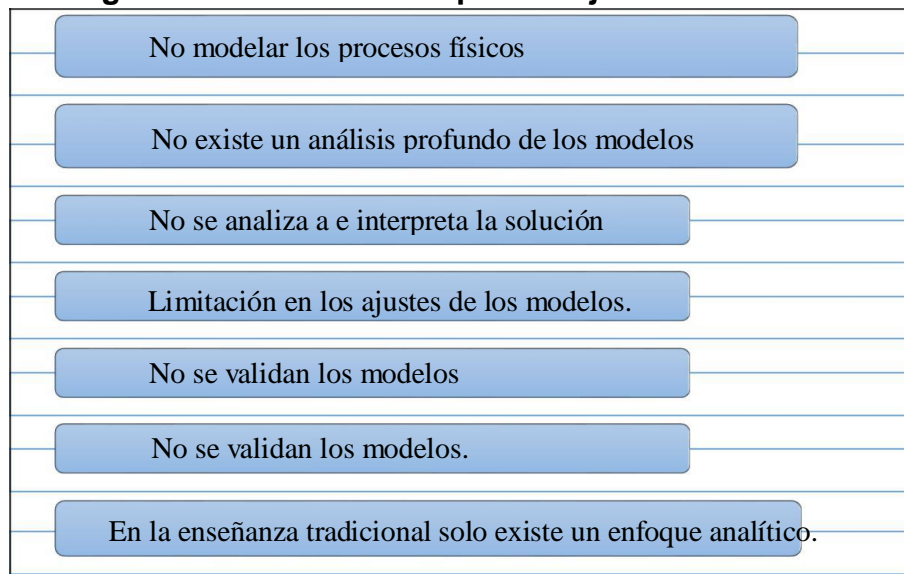 No modelar los procesos físicos
No existe un análisis profundo de los modelos
No se analiza a e interpreta la solución
Limitación en los ajustes de los modelos.
No se validan los modelos
No se validan los modelos.
En la enseñanza tradicional solo existe un enfoque analítico.